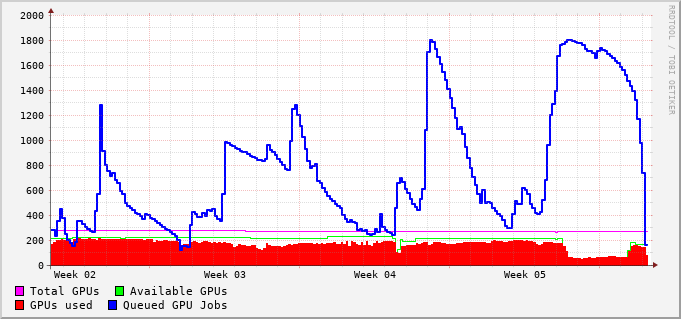 2000
1800
1600
1400
1200
1000
800
600
400
200
0
Week 02 Week 03 Week 04 Week 05
Total GPUs Available GPUs
GPUs used Queued GPU Jobs
RRDTOOL / TOBI OETIKER